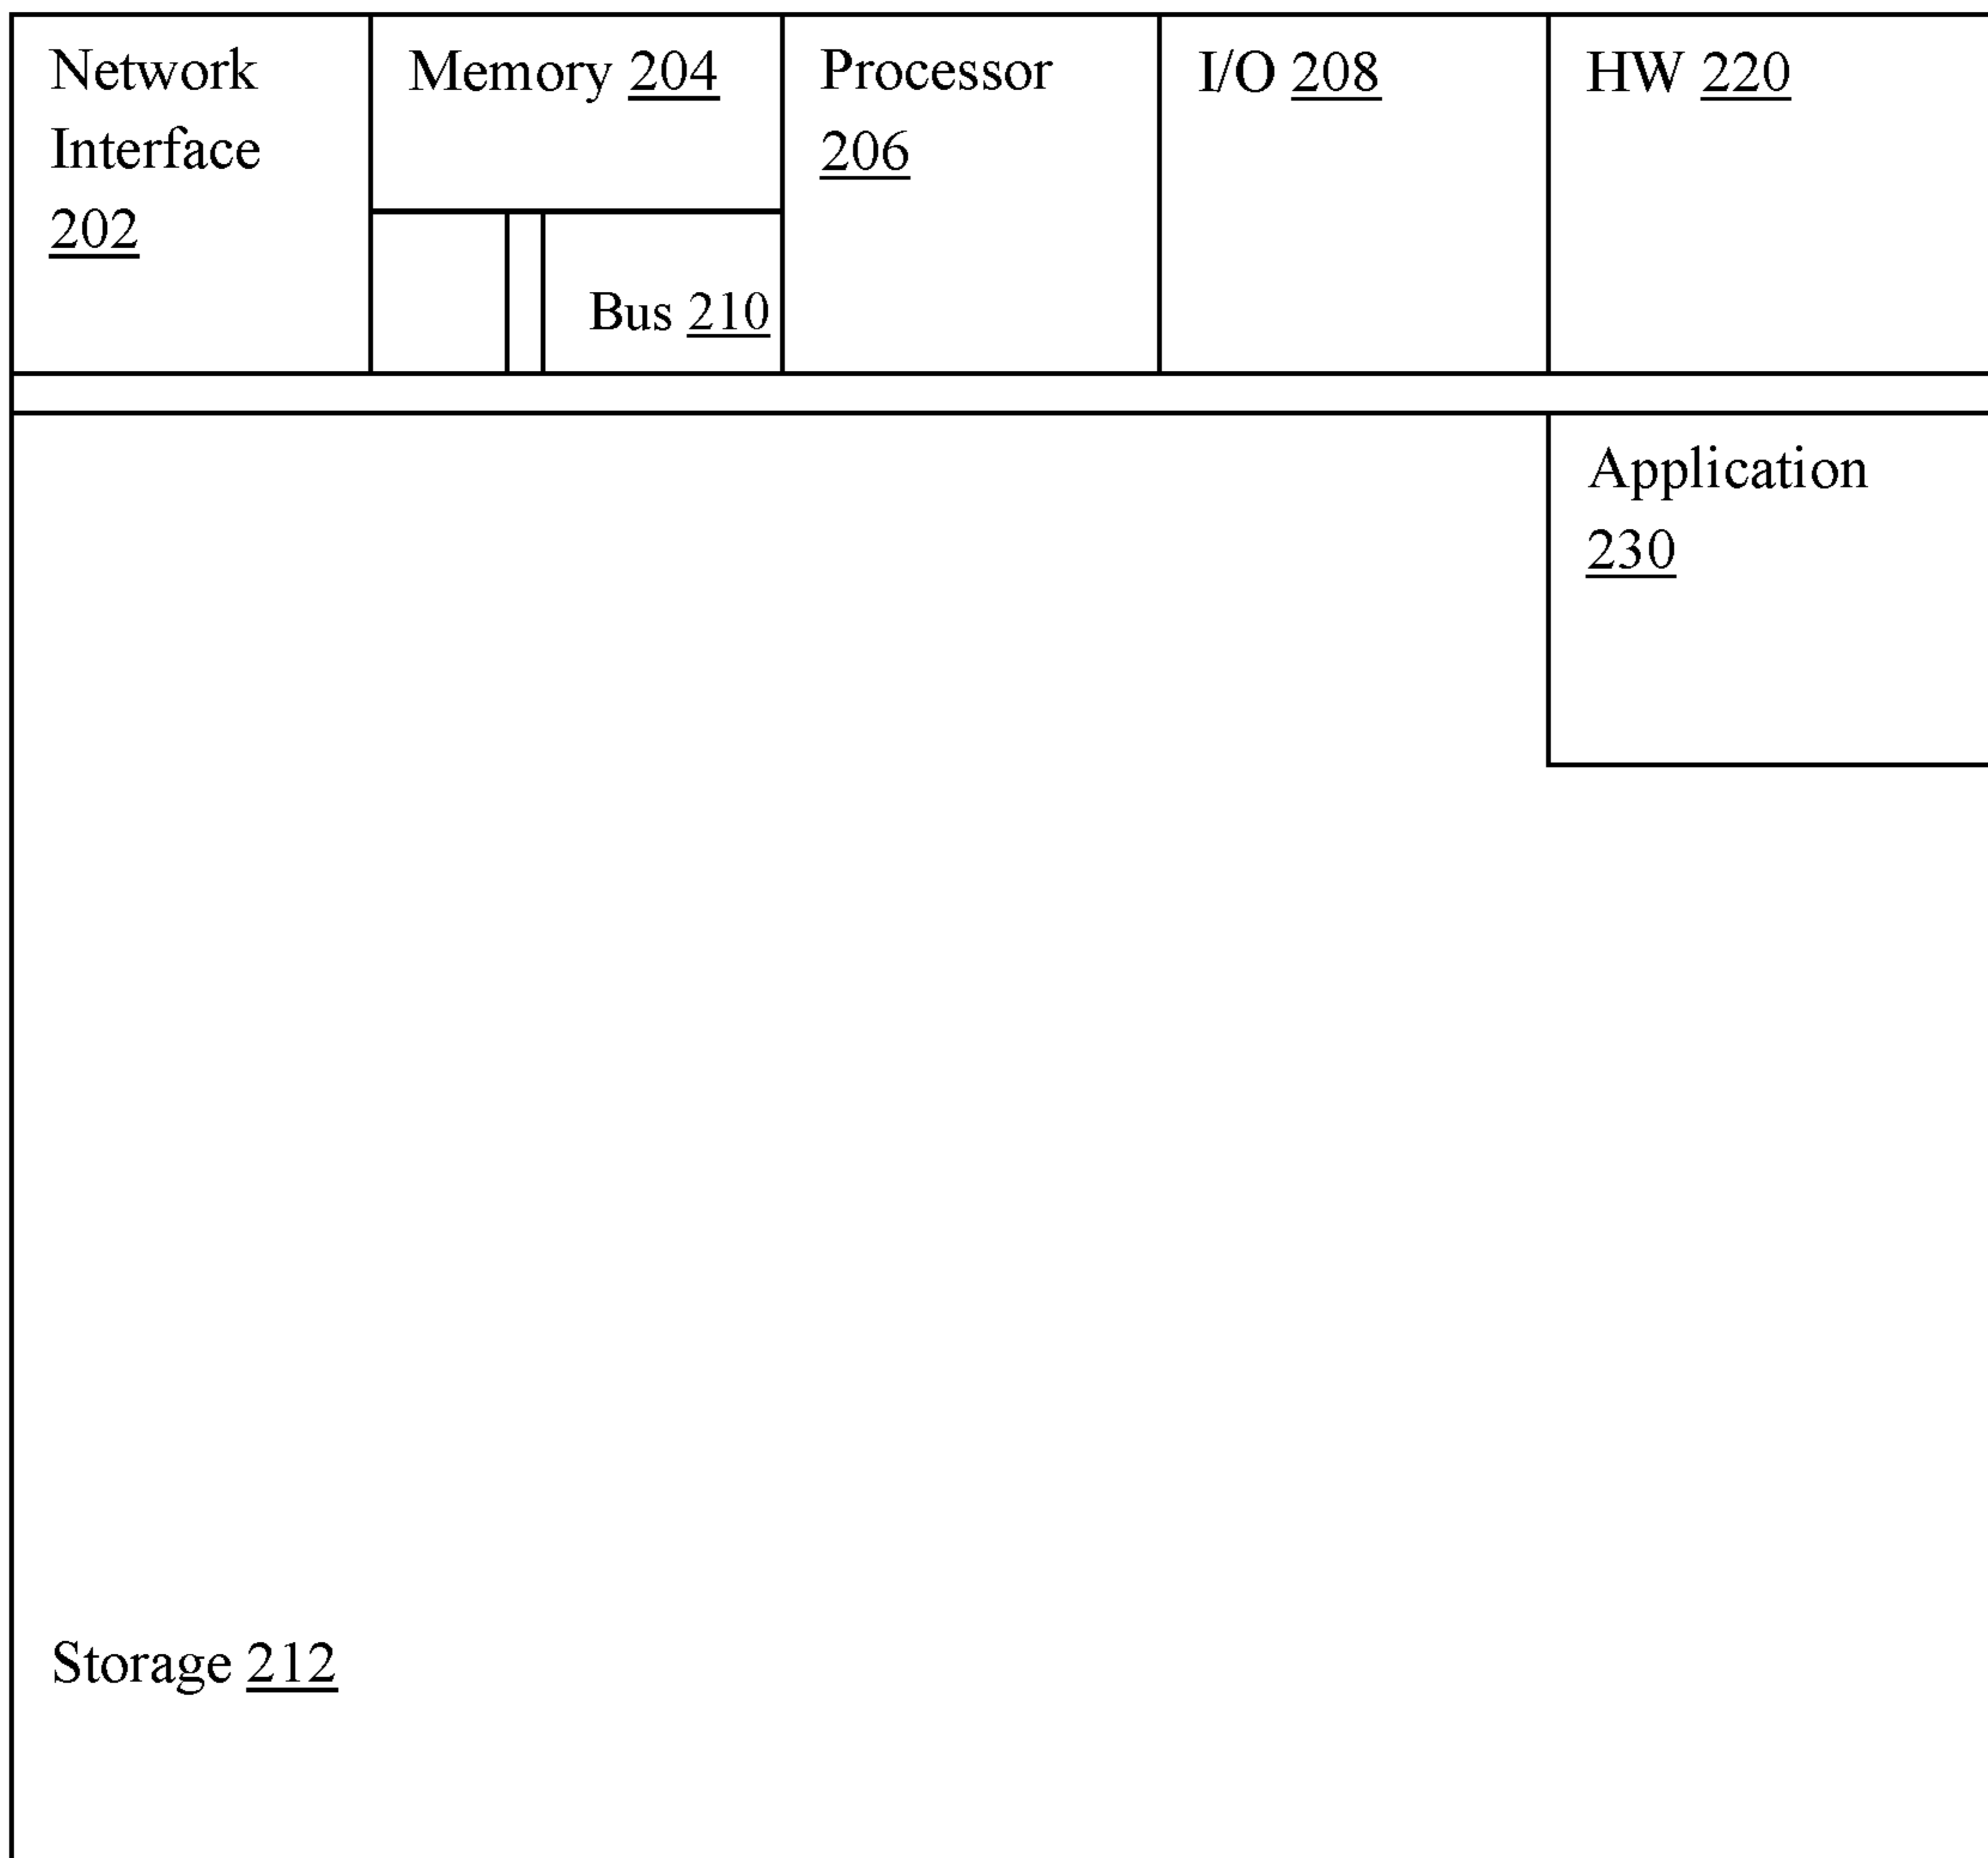 Network
Interface
202
Memory 204
Bus 210
Processor
206
I/O 208
HW 220
Application
230
Storage 212